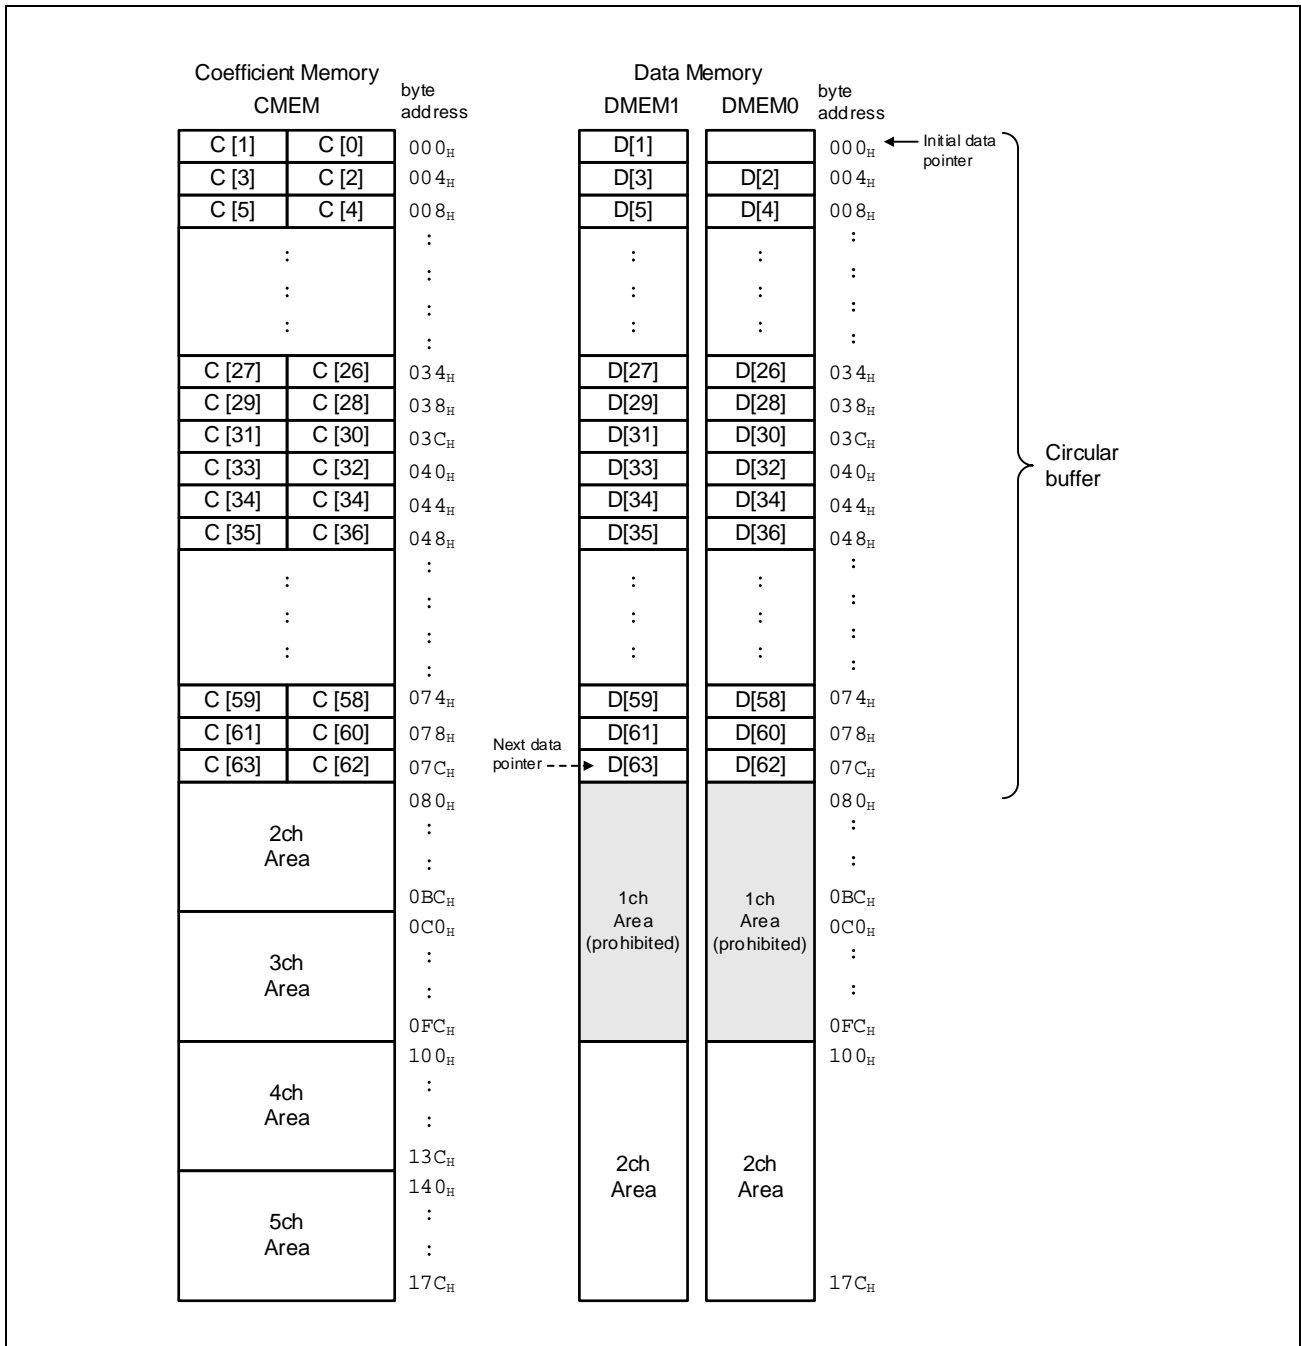 Coefficient Memory
CMEM
byte
address
C [1] C [0] 000H
C [3] C [2] 004H
C [5] C [4] 008H
: :
: :
: :
:
C [27] C [26] 034H
C [29] C [28] 038H
C [31] C [30] 03CH
C [33] C [32] 040H
C [34] C [34] 044H
C [35] C [36] 048H
: :
: :
: :
:
C [59] C [58] 074H
C [61] C [60] 078H
C [63] C [62] 07CH
080H
2ch
Area
:
:
0BCH
0C0H
3ch
Area
:
:
0FCH
100H
4ch
Area
:
:
13CH
140H
5ch
Area
:
:
17CH
Data Memory
DMEM1 DMEM0
byte
address
D[1] 000H
Initial data
pointer
D[3] D[2] 004H
D[5] D[4] 008H
: : :
: : :
: : :
:
D[27] D[26] 034H
D[29] D[28] 038H
D[31] D[30] 03CH
D[33] D[32] 040H
D[34] D[34] 044H
D[35] D[36] 048H
: : :
: : :
: : :
:
D[59] D[58] 074H
D[61] D[60] 078H
Next data
pointer
D[63] D[62] 07CH
080H
:
:
0BCH
1ch
Area
(prohibited)
1ch
Area
(prohibited)
0C0H
:
:
0FCH
100H
2ch
Area
2ch
Area
17CH
Circular
buffer